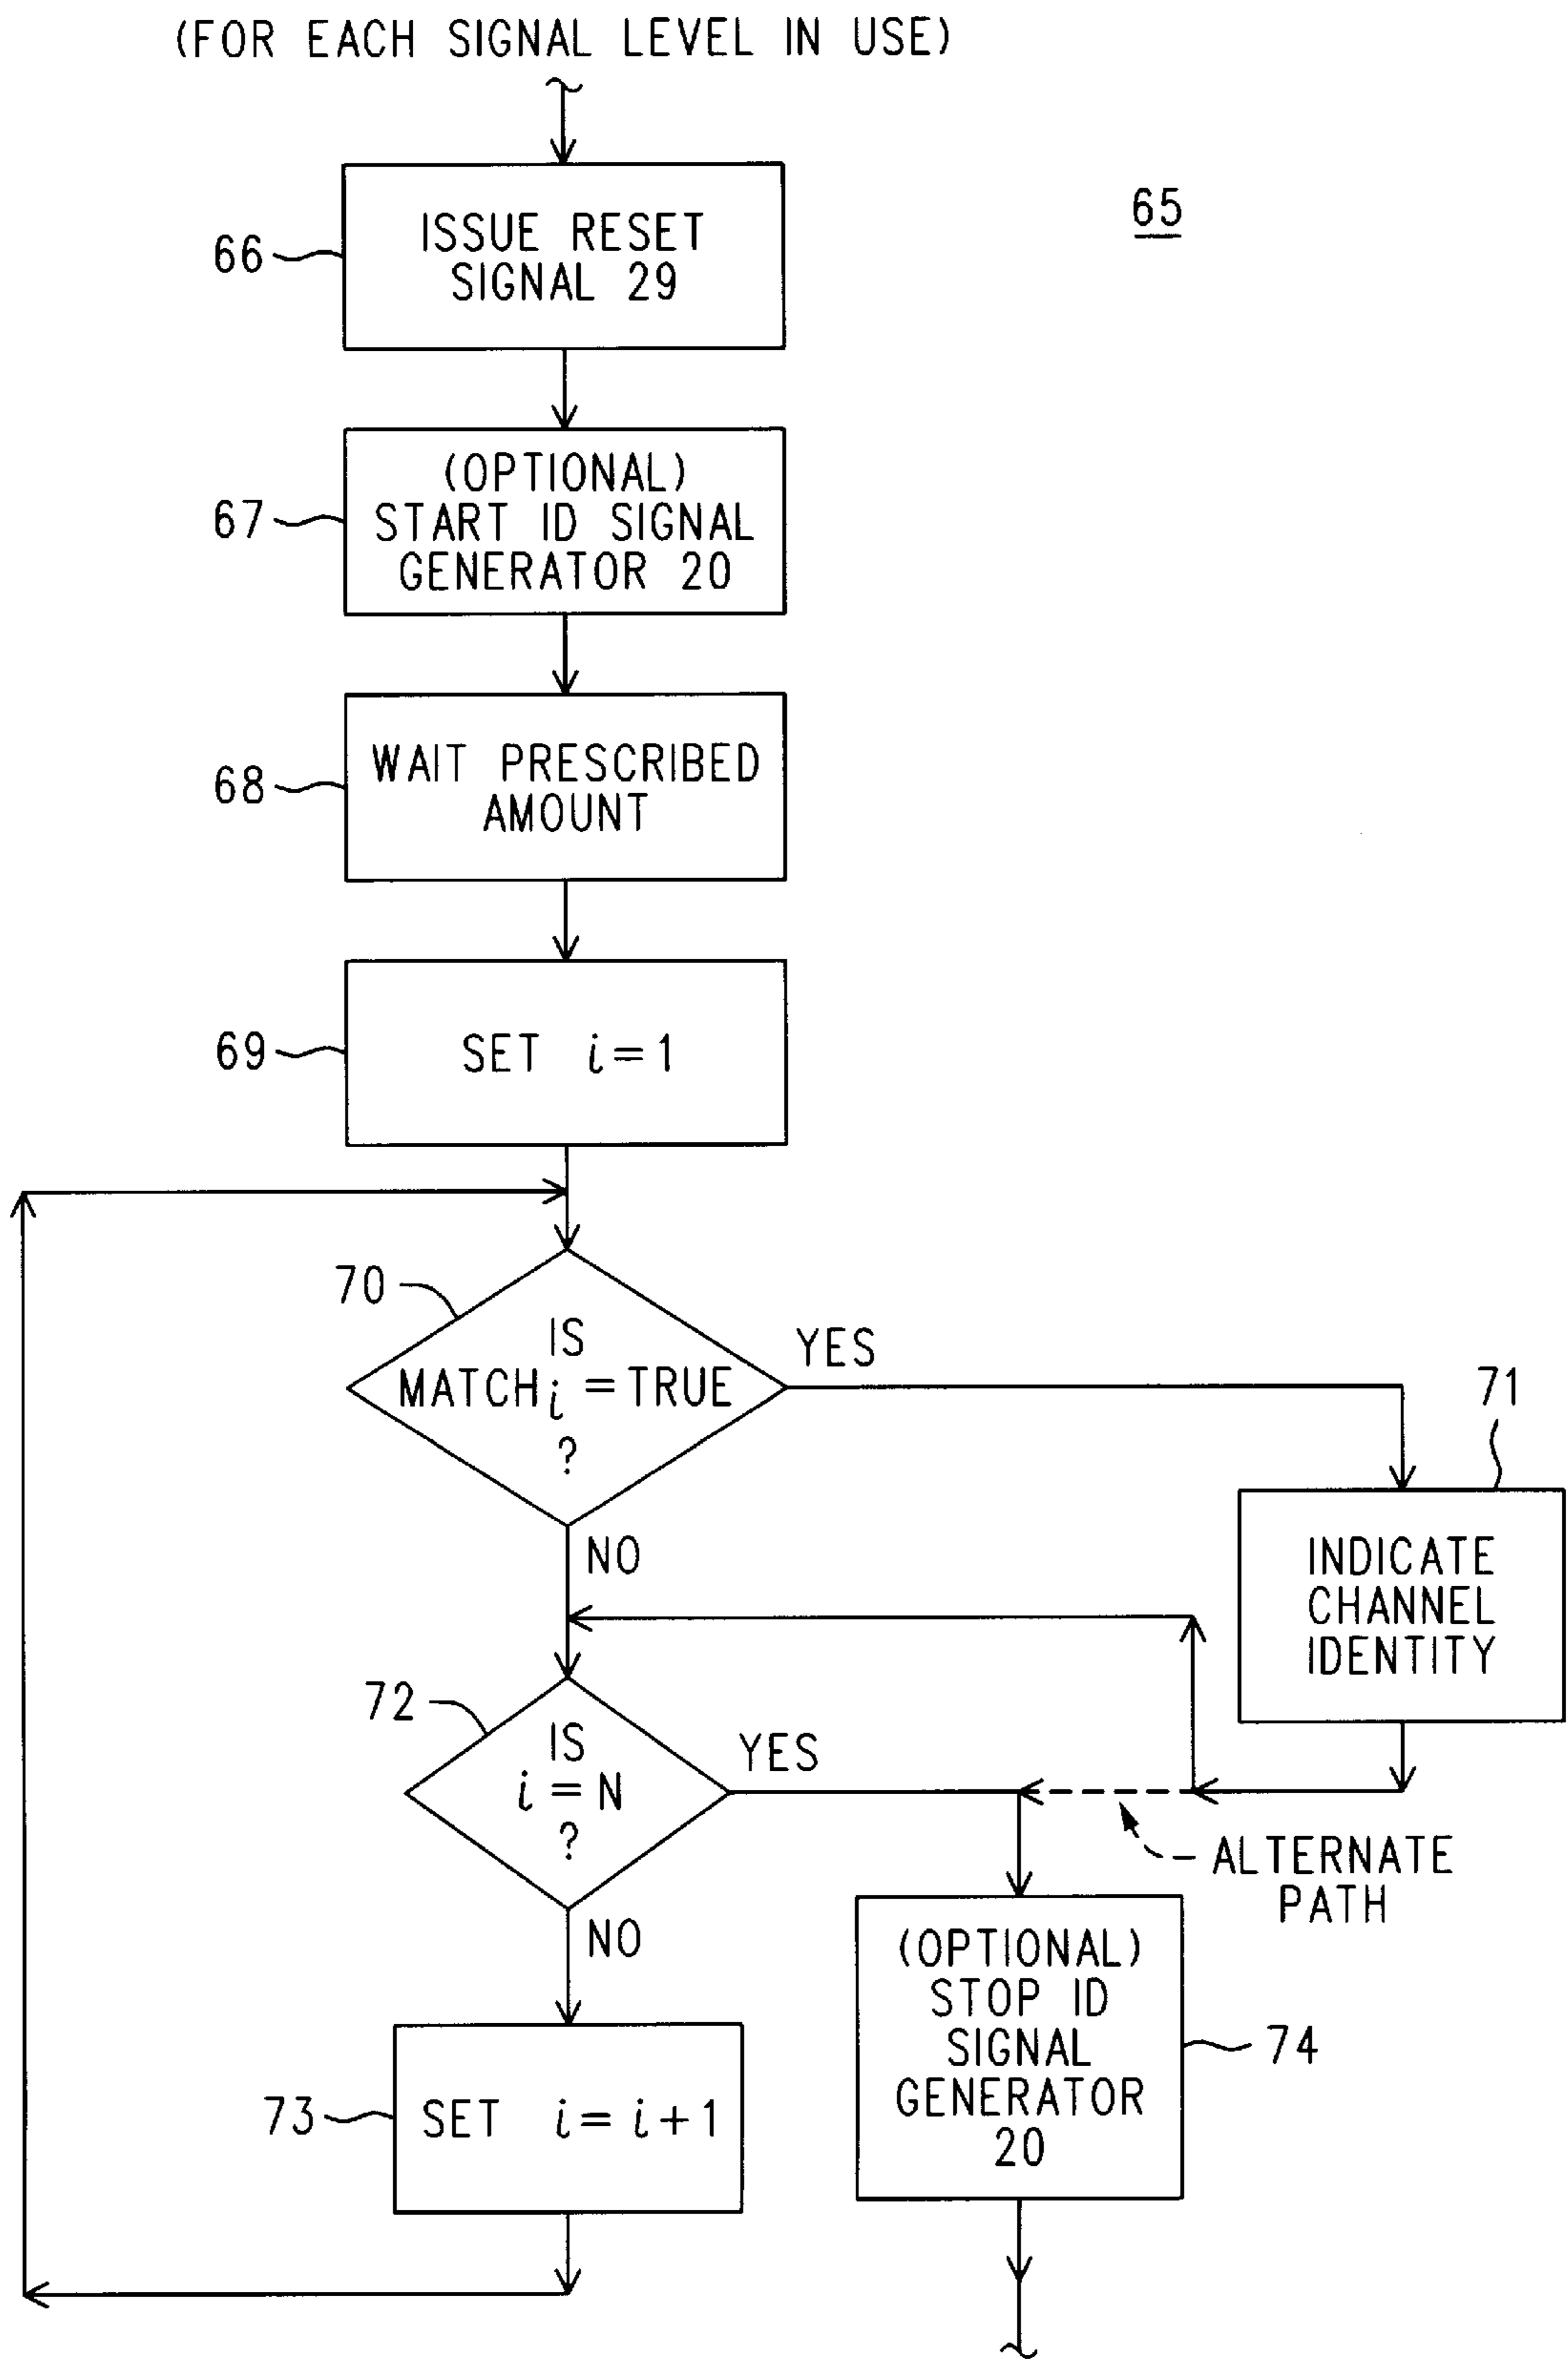 (FOR EACH SIGNAL LEVEL IN USE)
65
66
ISSUE RESET
SIGNAL 29
67
(OPTIONAL)
START ID SIGNAL
GENERATOR 20
68
WAIT PRESCRIBED
AMOUNT
69
SET i=1
70
IS
MATCHi =TRUE
?
YES
NO
71
INDICATE
CHANNEL
IDENTITY
72
IS
i=N
?
YES
NO
ALTERNATE
PATH
73
SET i=i+1
(OPTIONAL)
STOP ID
SIGNAL
GENERATOR
20
74